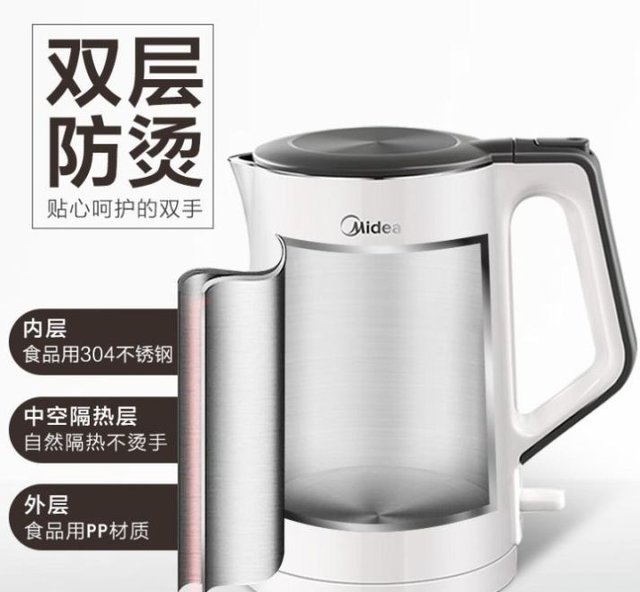 双层
防烫
贴心呵护的双手
Midea
内层
食品用304不锈钢
中空隔热层
自然隔热不烫手
外层
食品用PP材质